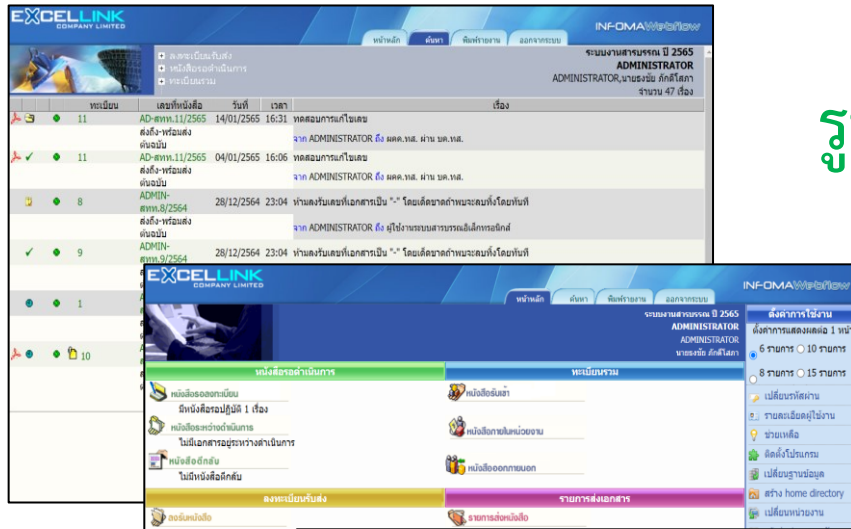 EXCELLINK
COMPANY LIMITED
INFOMAWebflow
หน้าหลัก ค้นหา พิมพ์รายงาน ออกจากระบบ
ลงทะเบียนรับส่ง
หนังสือรอดำเนินการ
ทะเบียนรวม
ระบบงานสารบรรณ ปี 2565
ADMINISTRATOR
ADMINISTRATOR,นายธงชัย ภักดีโสภา
จำนวน 47 เรื่อง
ทะเบียน เลขที่หนังสือ วันที่ เวลา เรื่อง
11 AD-สทท.11/2565 14/01/2565 16:31 ทดสอบการแก้ไขเลข
ส่งถึง-พร้อมส่ง
ต้นฉบับ
จาก ADMINISTRATOR ถึง ผคด.ทส. ผ่าน บค.ทส.
11 AD-สทท.11/2565 04/01/2565 16:06 ทดสอบการแก้ไขเลข
ส่งถึง-พร้อมส่ง
ต้นฉบับ
จาก ADMINISTRATOR ถึง ผคด.ทส. ผ่าน บค.ทส.
8 ADMIN-
สทท.8/2564 28/12/2564 23:04 ห้ามลงรับเลขที่เอกสารเป็น "-" โดยเด็ดขาดถ้าพบจะลบทิ้งโดยทันที
ส่งถึง-พร้อมส่ง
ต้นฉบับ
จาก ADMINISTRATOR ถึง ผู้ใช้งานระบบสารบรรณอิเล็กทรอนิกส์
9 ADMIN-
สทท.9/2564 28/12/2564 23:04 ห้ามลงรับเลขที่เอกสารเป็น "-" โดยเด็ดขาดถ้าพบจะลบทิ้งโดยทันที
1
10
รู
EXCELLINK
COMPANY LIMITED
INFOMAWebflow
หน้าหลัก ค้นหา พิมพ์รายงาน ออกจากระบบ
ระบบงานสารบรรณ ปี 2565
ADMINISTRATOR
ADMINISTRATOR
นายธงชัย ภักดีโสภา
หนังสือรอดำเนินการ ทะเบียนรวม
หนังสือรอลงทะเบียน
มีหนังสือรอปฏิบัติ 1 เรื่อง
หนังสือระหว่างดำเนินการ
ไม่มีเอกสารอยู่ระหว่างดำเนินการ
หนังสือตีกลับ
ไม่มีหนังสือตีกลับ
หนังสือรับเข้า
หนังสือภายในหน่วยงาน
หนังสือออกภายนอก
ลงทะเบียนรับส่ง รายการส่งเอกสาร
ลงรับหนังสือ รายการส่งหนังสือ
ตั้งค่าการใช้งาน
ตั้งค่าการแสดงผลต่อ 1 หน้า
6 รายการ 10 รายการ
8 รายการ 15 รายการ
เปลี่ยนรหัสผ่าน
รายละเอียดผู้ใช้งาน
ช่วยเหลือ
ติดตั้งโปรแกรม
เปลี่ยนฐานข้อมูล
สร้าง home directory
เปลี่ยนหน่วยงาน